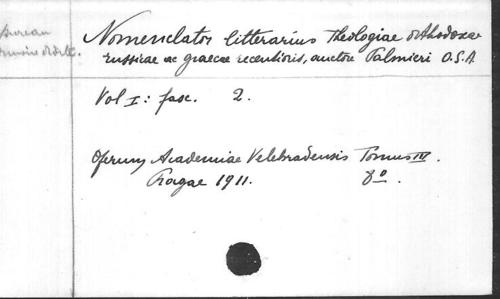 Nomenclator litterarius Theologiae orthodoxae
russicae ac graecae recentioris, auctore Palmieri O.S.A.
Vol I: fasc. 2.
Operum Academiae Velehradensis Tomus III.
Pragae 1911. 8º.